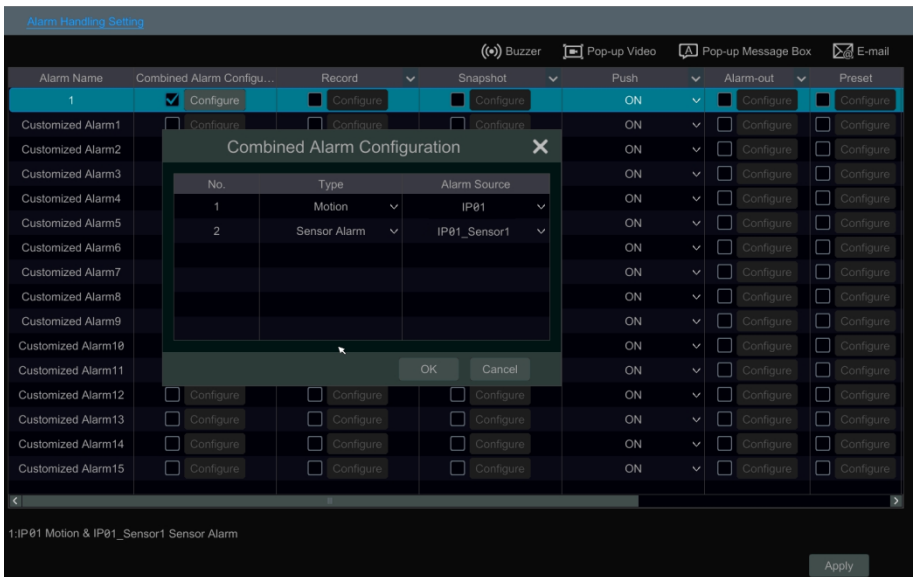 Alarm Handling Setting
Buzzer Pop-up Video Pop-up Message Box E-mail
Alarm Name Combined Alarm Configu... Record Snapshot Push Alarm-out Preset
1 Configure Configure Configure ON Configure Configure
Customized Alarm1 Configure Configure Configure ON Configure Configure
Combined Alarm Configuration
Customized Alarm2 ON Configure Configure
Customized Alarm3 ON Configure Configure
No. Type Alarm Source
Customized Alarm4 ON Configure Configure
1 Motion IP01
Customized Alarm5 ON Configure Configure
2 Sensor Alarm IP01_Sensor1
Customized Alarm6 ON Configure Configure
Customized Alarm7 ON Configure Configure
Customized Alarm8 ON Configure Configure
Customized Alarm9 ON Configure Configure
Customized Alarm10 ON Configure Configure
Customized Alarm11 ON Configure Configure
OK Cancel
Customized Alarm12 Configure Configure Configure ON Configure Configure
Customized Alarm13 Configure Configure Configure ON Configure Configure
Customized Alarm14 Configure Configure Configure ON Configure Configure
Customized Alarm15 Configure Configure Configure ON Configure Configure
1:IP01 Motion & IP01_Sensor1 Sensor Alarm
Apply